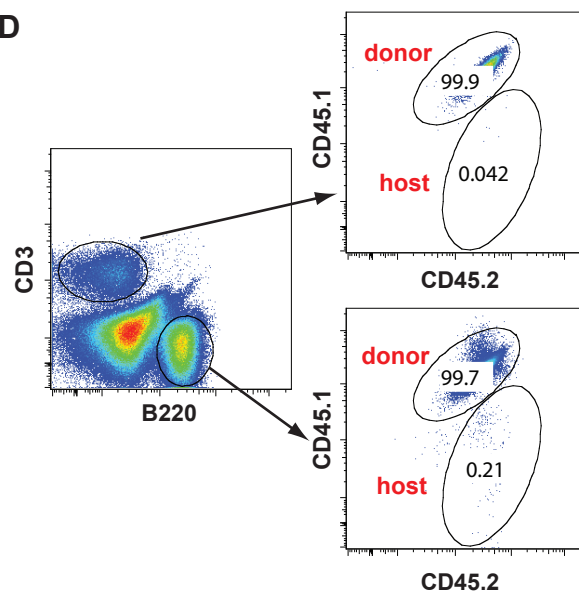 D
donor
99.9
CD45.1
host
0.042
CD45.2
CD3
B220
donor
99.7
CD45.1
host
0.21
CD45.2